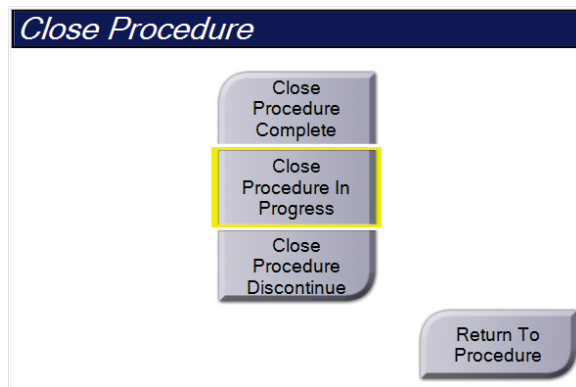 Close Procedure
Close
Procedure
Complete
Close
Procedure In
Progress
Close
Procedure
Discontinue
Return To
Procedure